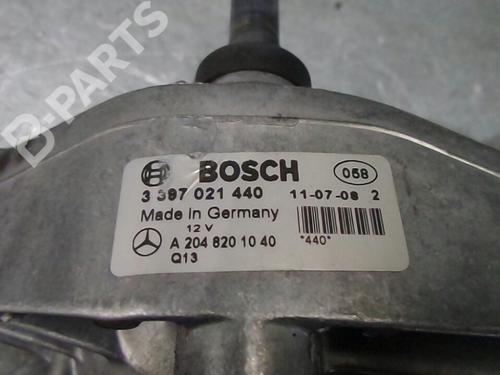 B-PARTS
BOSCH 068
3 397 021 440 11-07-08 2
Made in Germany
12 V
A 204 820 10 40 *440*
Q13